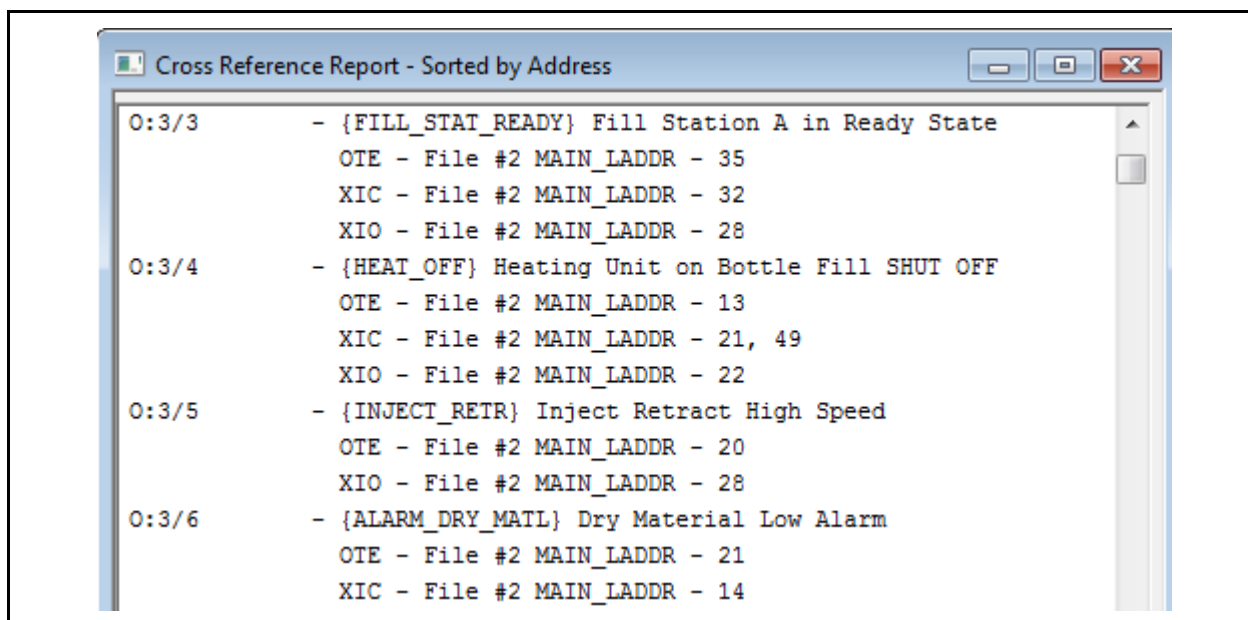 Cross Reference Report - Sorted by Address
O:3/3 - {FILL_STAT_READY} Fill Station A in Ready State
OTE - File #2 MAIN_LADDR - 35
XIC - File #2 MAIN_LADDR - 32
XIO - File #2 MAIN_LADDR - 28
O:3/4 - {HEAT_OFF} Heating Unit on Bottle Fill SHUT OFF
OTE - File #2 MAIN_LADDR - 13
XIC - File #2 MAIN_LADDR - 21, 49
XIO - File #2 MAIN_LADDR - 22
O:3/5 - {INJECT_RETR} Inject Retract High Speed
OTE - File #2 MAIN_LADDR - 20
XIO - File #2 MAIN_LADDR - 28
O:3/6 - {ALARM_DRY_MATL} Dry Material Low Alarm
OTE - File #2 MAIN_LADDR - 21
XIC - File #2 MAIN_LADDR - 14